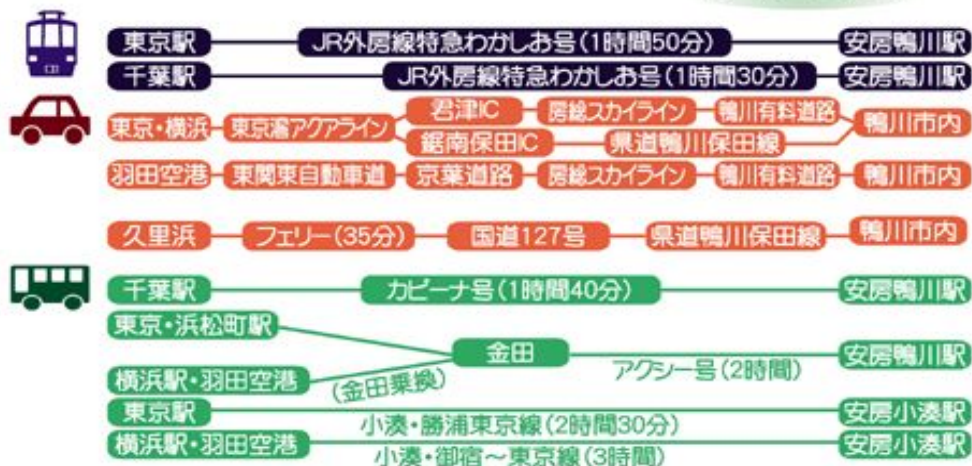 東京駅 JR外房線特急わかしお号(1時間50分) 安房鴨川駅
千葉駅 JR外房線特急わかしお号(1時間30分) 安房鴨川駅
君津IC 房総スカイライン 鴨川有料道路
東京・横浜 東京湾アクアライン 鴨川市内
鋸南保田IC 県道鴨川保田線
羽田空港 東関東自動車道 京葉道路 房総スカイライン 鴨川有料道路 鴨川市内
久里浜 フェリー(35分) 国道127号 県道鴨川保田線 鴨川市内
千葉駅 カピーナ号(1時間40分) 安房鴨川駅
東京・浜松町駅
金田 安房鴨川駅
アクシー号(2時間)
横浜駅・羽田空港 (金田乗換)
東京駅 安房小湊駅
小湊・勝浦東京線(2時間30分)
横浜駅・羽田空港 安房小湊駅
小湊・御宿～東京線(3時間)